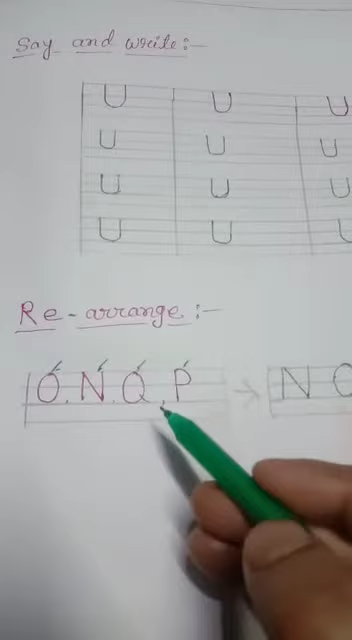 Say and write:-
U U U
U U U
U U U
U U U
Re-arrange:-
O, N, Q, P → N O